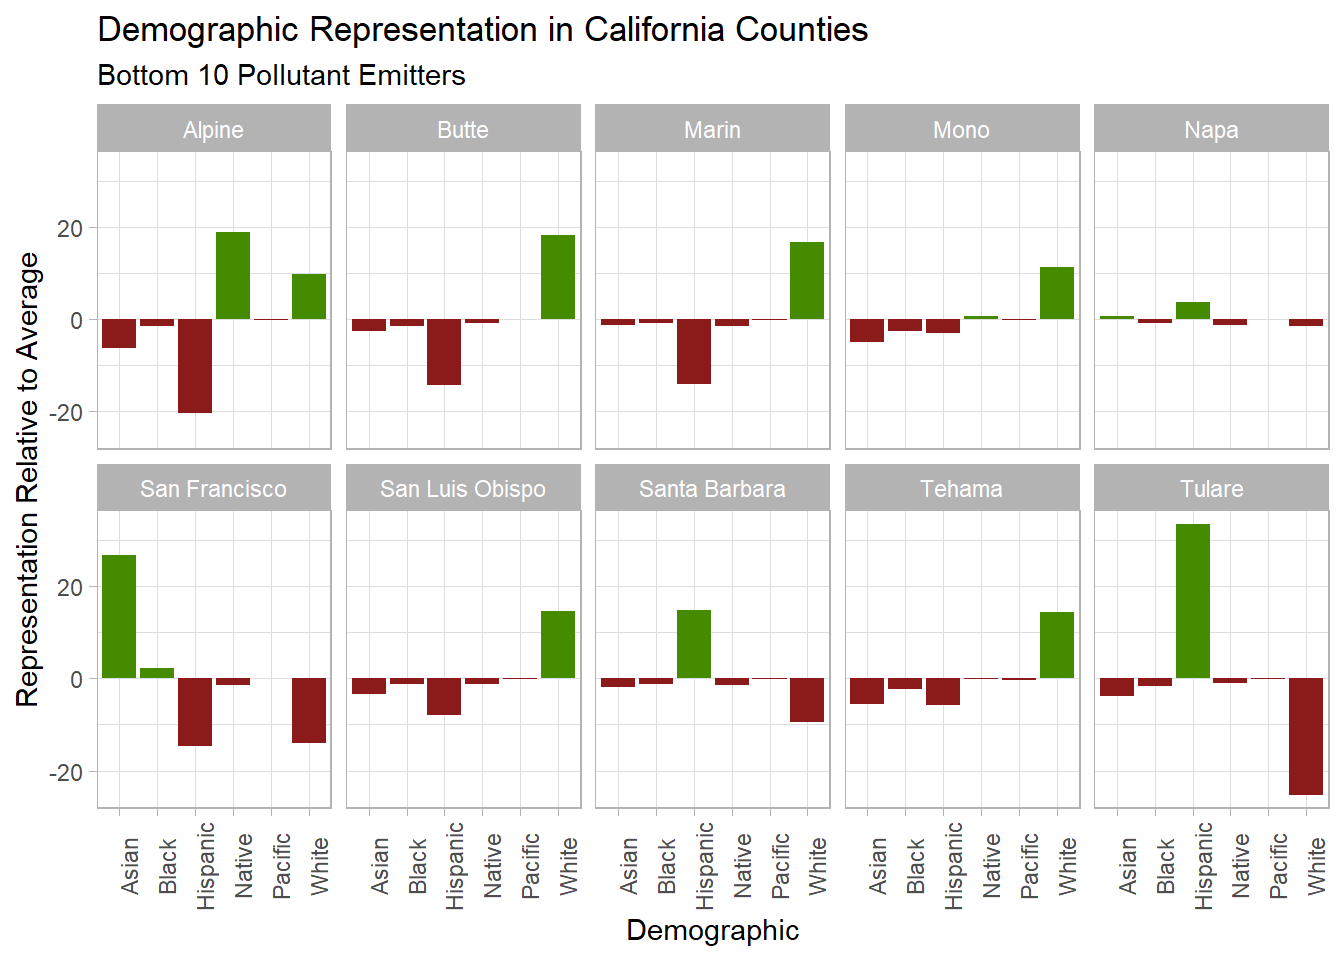 Demographic Representation in California Counties
Bottom 10 Pollutant Emitters
Alpine
Butte
Marin
Mono
Napa
20
0
-20
San Francisco
San Luis Obispo
Santa Barbara
Tehama
Tulare
20
0
-20
Representation Relative to Average
Asian
Black
Hispanic
Native
Pacific
White
Asian
Black
Hispanic
Native
Pacific
White
Asian
Black
Hispanic
Native
Pacific
White
Asian
Black
Hispanic
Native
Pacific
White
Asian
Black
Hispanic
Native
Pacific
White
Demographic